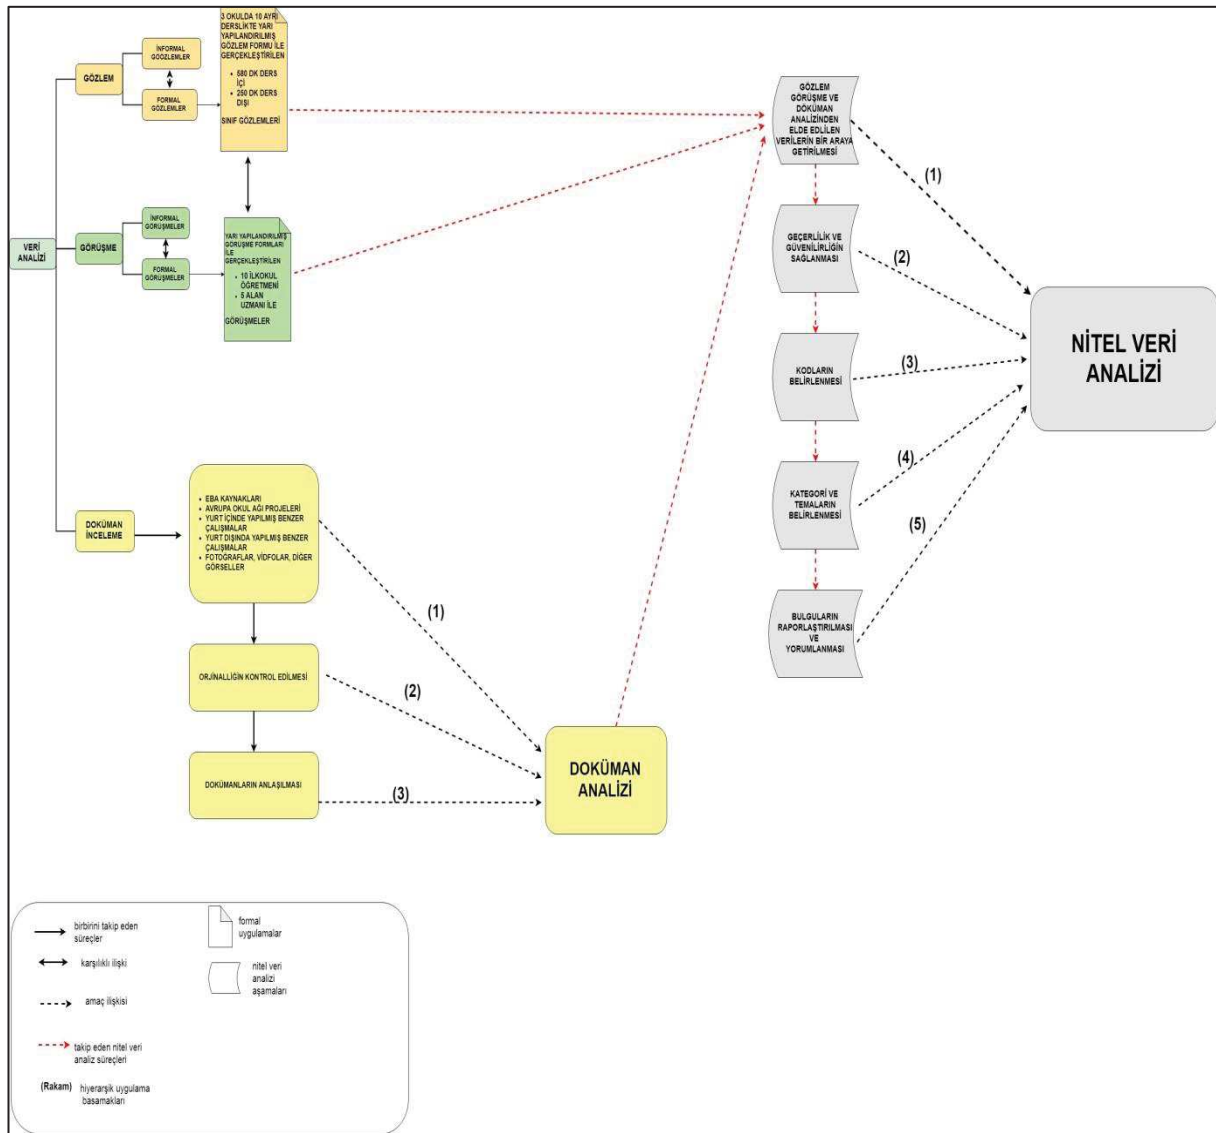 VERİ
ANALİZİ
GÖZLEM
İNFORMAL
GOÖZLEMLER
FORMAL
GÖZLEMLER
3 OKULDA 10 AYRI
DERSLİKTE YARI
YAPILANDIRILMIŞ
GÖZLEM FORMU İLE
GERÇEKLEŞTİRİLEN
• 580 DK DERS
İÇİ
• 250 DK DERS
DIŞI
SINIF GÖZLEMLERİ
GÖRÜŞME
İNFORMAL
GÖRÜŞMELER
FORMAL
GÖRÜŞMELER
YARI YAPILANDIRILMIŞ
GÖRÜŞME FORMLARI
İLE
GERÇEKLEŞTİRİLEN
• 10 İLKOKUL
ÖĞRETMENİ
• 5 ALAN
UZMANI İLE
GÖRÜŞMELER
DOKÜMAN
İNCELEME
• EBA KAYNAKLARI
• AVRUPA OKUL AĞI PROJELERİ
• YURT İÇİNDE YAPILMIŞ BENZER
ÇALIŞMALAR
• YURT DIŞINDA YAPILMIŞ BENZER
ÇALIŞMALAR
• FOTOĞRAFLAR, VİDFOLAR, DİĞER
GÖRSELLER
ORJİNALLİĞİN KONTROL EDİLMESİ
DOKÜMANLARIN ANLAŞILMASI
(1)
(2)
(3)
DOKÜMAN
ANALİZİ
GÖZLEM
GÖRÜŞME VE
DÖKÜMAN
ANALİZİNDEN
ELDE EDİLEN
VERİLERİN BİR ARAYA
GETİRİLMESİ
GEÇERLİLİK VE
GÜVENİLİRLİĞİN
SAĞLANMASI
KODLARIN
BELİRLENMESİ
KATEGORİ VE
TEMALARIN
BELİRLENMESİ
BULGULARIN
RAPORLAŞTIRILMASI
VE
YORUMLANMASI
(1)
(2)
(3)
(4)
(5)
NİTEL VERİ
ANALİZİ
birbirini takip eden
süreçler
karşılıklı ilişki
amaç ilişkisi
takip eden nitel veri
analiz süreçleri
(Rakam) hiyerarşik uygulama
basamakları
formal
uygulamalar
nitel veri
analizi
aşamaları